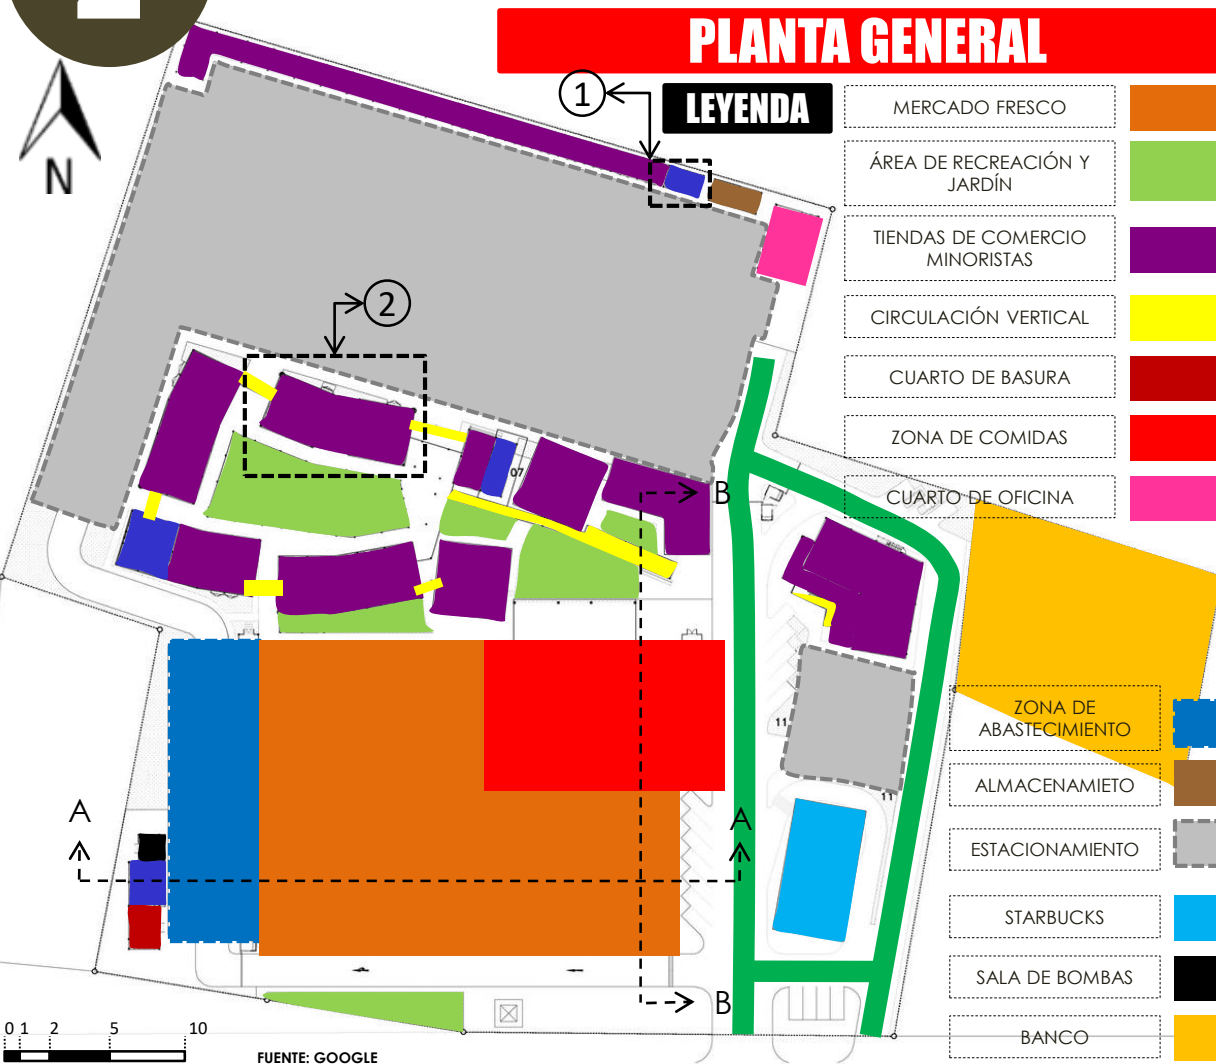 PLANTA GENERAL
LEYENDA
N
1
2
MERCADO FRESCO
ÁREA DE RECREACIÓN Y
JARDÍN
TIENDAS DE COMERCIO
MINORISTAS
CIRCULACIÓN VERTICAL
CUARTO DE BASURA
ZONA DE COMIDAS
CUARTO DE OFICINA
07
B
11
11
A
A
B
ZONA DE
ABASTECIMIENTO
ALMACENAMIETO
ESTACIONAMIENTO
STARBUCKS
SALA DE BOMBAS
BANCO
0 1 2 5 10
FUENTE: GOOGLE